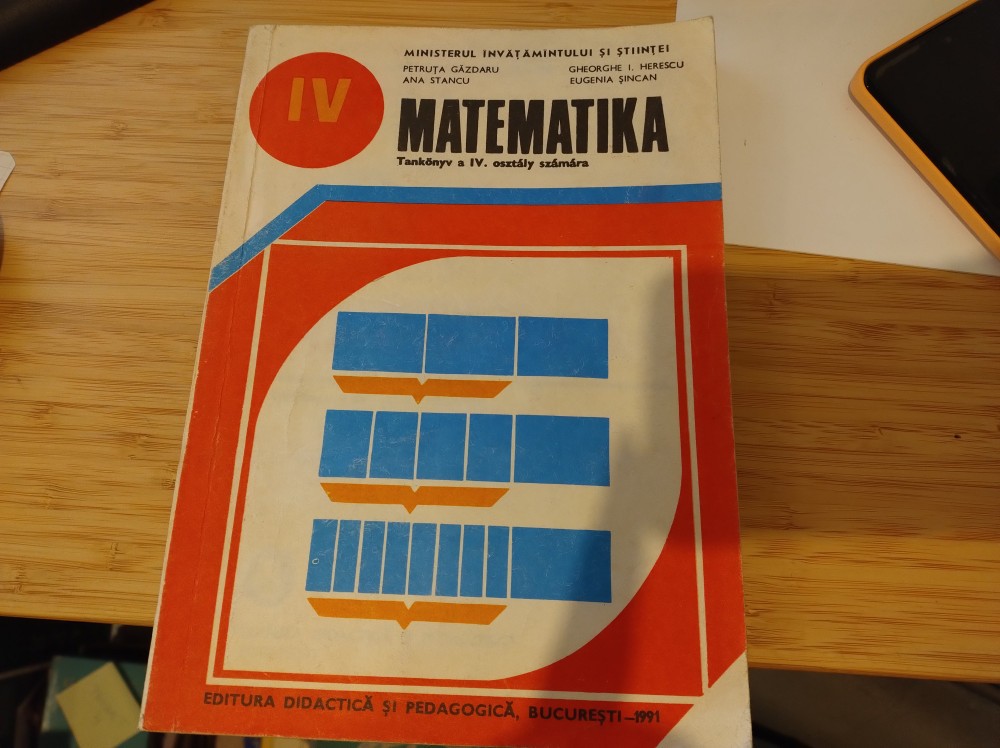 IV
MINISTERUL ÎNVĂȚĂMÎNTULUI ȘI ȘTIINȚEI
PETRUȚA GĂZDARU GHEORGHE I. HERESCU
ANA STANCU EUGENIA ȘINCAN
MATEMATIKA
Tankönyv a IV. osztály számára
EDITURA DIDACTICĂ ȘI PEDAGOGICĂ, BUCUREȘTI—1991